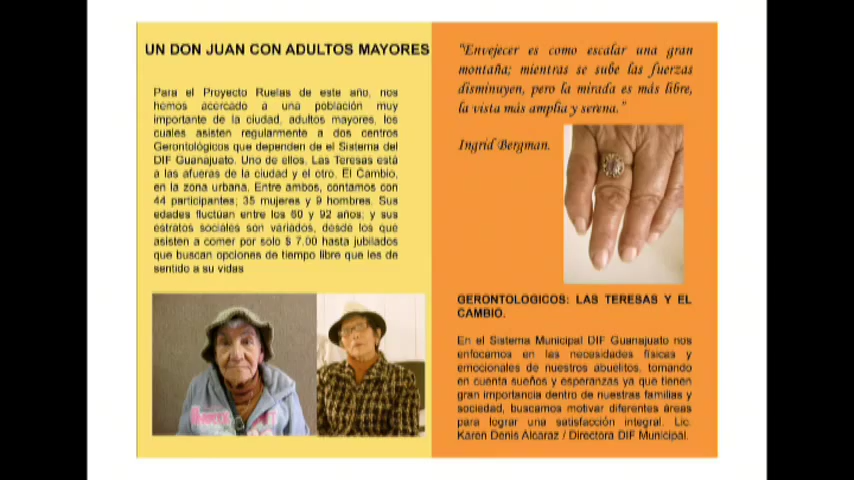 UN DON JUAN CON ADULTOS MAYORES
Para el Proyecto Ruelas de este año, nos
hemos acercado a una población muy
importante de la ciudad, adultos mayores, los
cuales asisten regularmente a dos centros
Gerontológicos que dependen de el Sistema del
DIF Guanajuato. Uno de ellos, Las Teresas está
a las afueras de la ciudad y el otro, El Cambio,
en la zona urbana. Entre ambos, contamos con
44 participantes; 35 mujeres y 9 hombres. Sus
edades fluctúan entre los 60 y 92 años, y sus
estratos sociales son variados, desde los que
asisten a comer por solo $ 7.00 hasta jubilados
que buscan opciones de tiempo libre que les de
sentido a su vidas
"Envejecer es como escalar una gran
montaña; mientras se sube las fuerzas
disminuyen, pero la mirada es más libre,
la vista más amplia y serena."
Ingrid Bergman.
GERONTOLOGICOS: LAS TERESAS Y EL
CAMBIO.
En el Sistema Municipal DIF Guanajuato nos
enfocamos en las necesidades físicas y
emocionales de nuestros abuelitos, tomando
en cuenta sueños y esperanzas ya que tienen
gran importancia dentro de nuestras familias y
sociedad, buscamos motivar diferentes áreas
para lograr una satisfacción integral. Lic.
Karen Denis Alcaraz / Directora DIF Municipal.